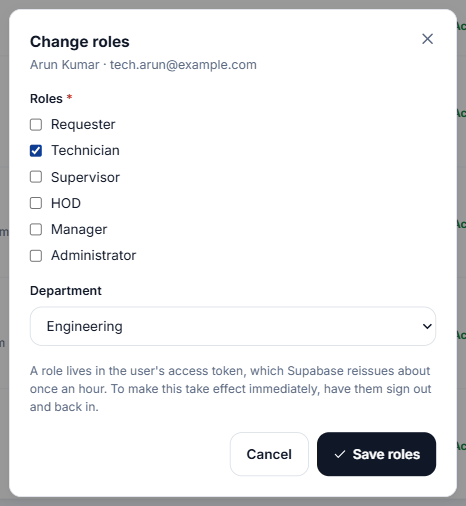 Change roles
Arun Kumar · tech.arun@example.com
Roles *
Requester
Technician
Supervisor
HOD
Manager
Administrator
Department
Engineering
A role lives in the user's access token, which Supabase reissues about
once an hour. To make this take effect immediately, have them sign out
and back in.
Cancel
Save roles